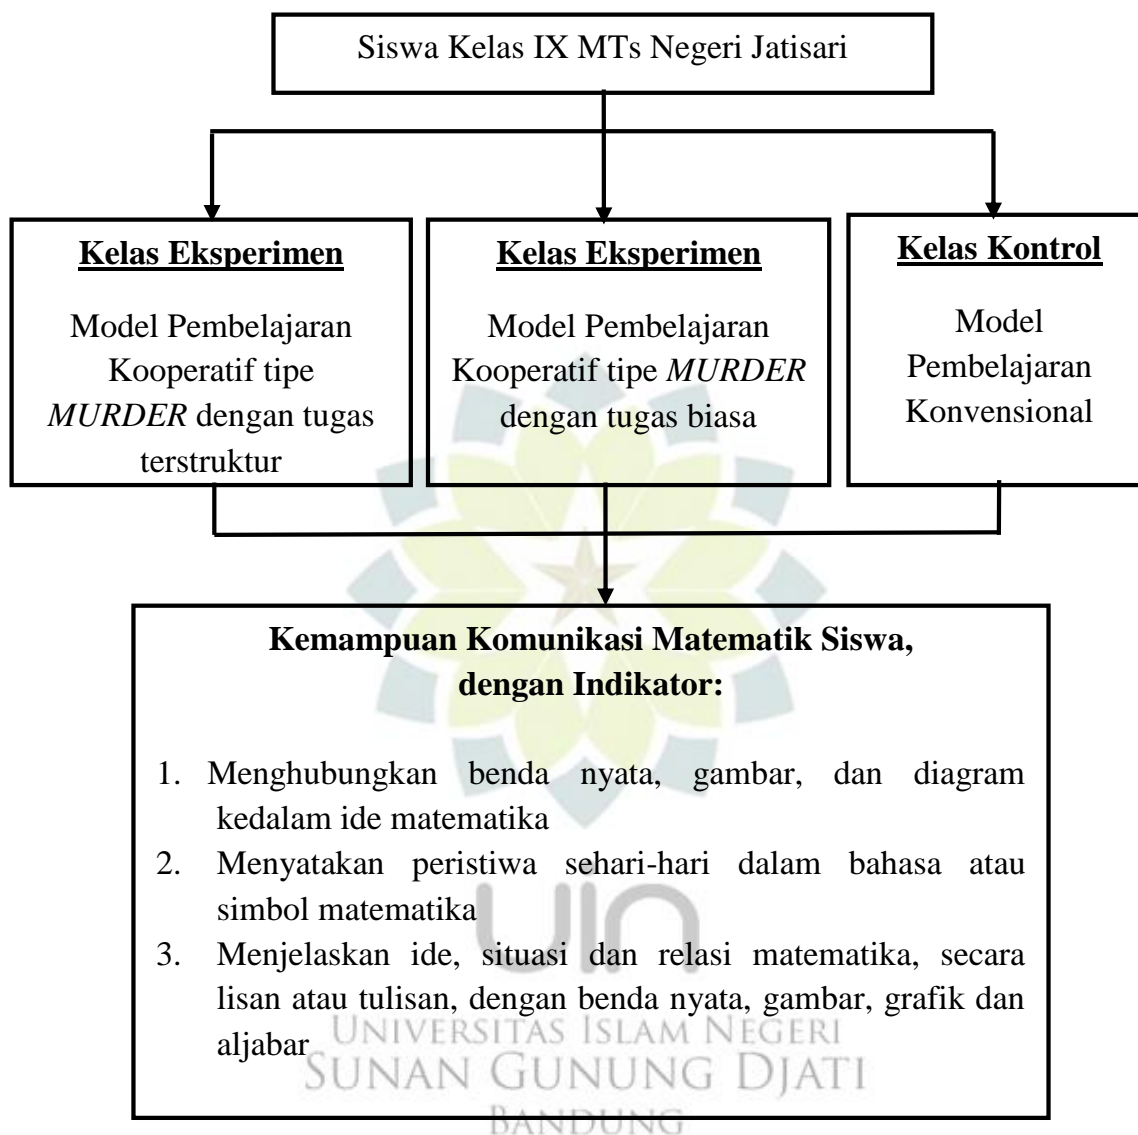 Siswa Kelas IX MTs Negeri Jatisari
Kelas Eksperimen
Model Pembelajaran
Kooperatif tipe
MURDER dengan tugas
terstruktur
Kelas Eksperimen
Model Pembelajaran
Kooperatif tipe MURDER
dengan tugas biasa
Kelas Kontrol
Model
Pembelajaran
Konvensional
Kemampuan Komunikasi Matematik Siswa,
dengan Indikator:
1. Menghubungkan benda nyata, gambar, dan diagram
kedalam ide matematika
2. Menyatakan peristiwa sehari-hari dalam bahasa atau
simbol matematika
3. Menjelaskan ide, situasi dan relasi matematika, secara
lisan atau tulisan, dengan benda nyata, gambar, grafik dan
aljabar
uin
UNIVERSITAS ISLAM NEGERI
SUNAN GUNUNG DJATI
BANDUNG